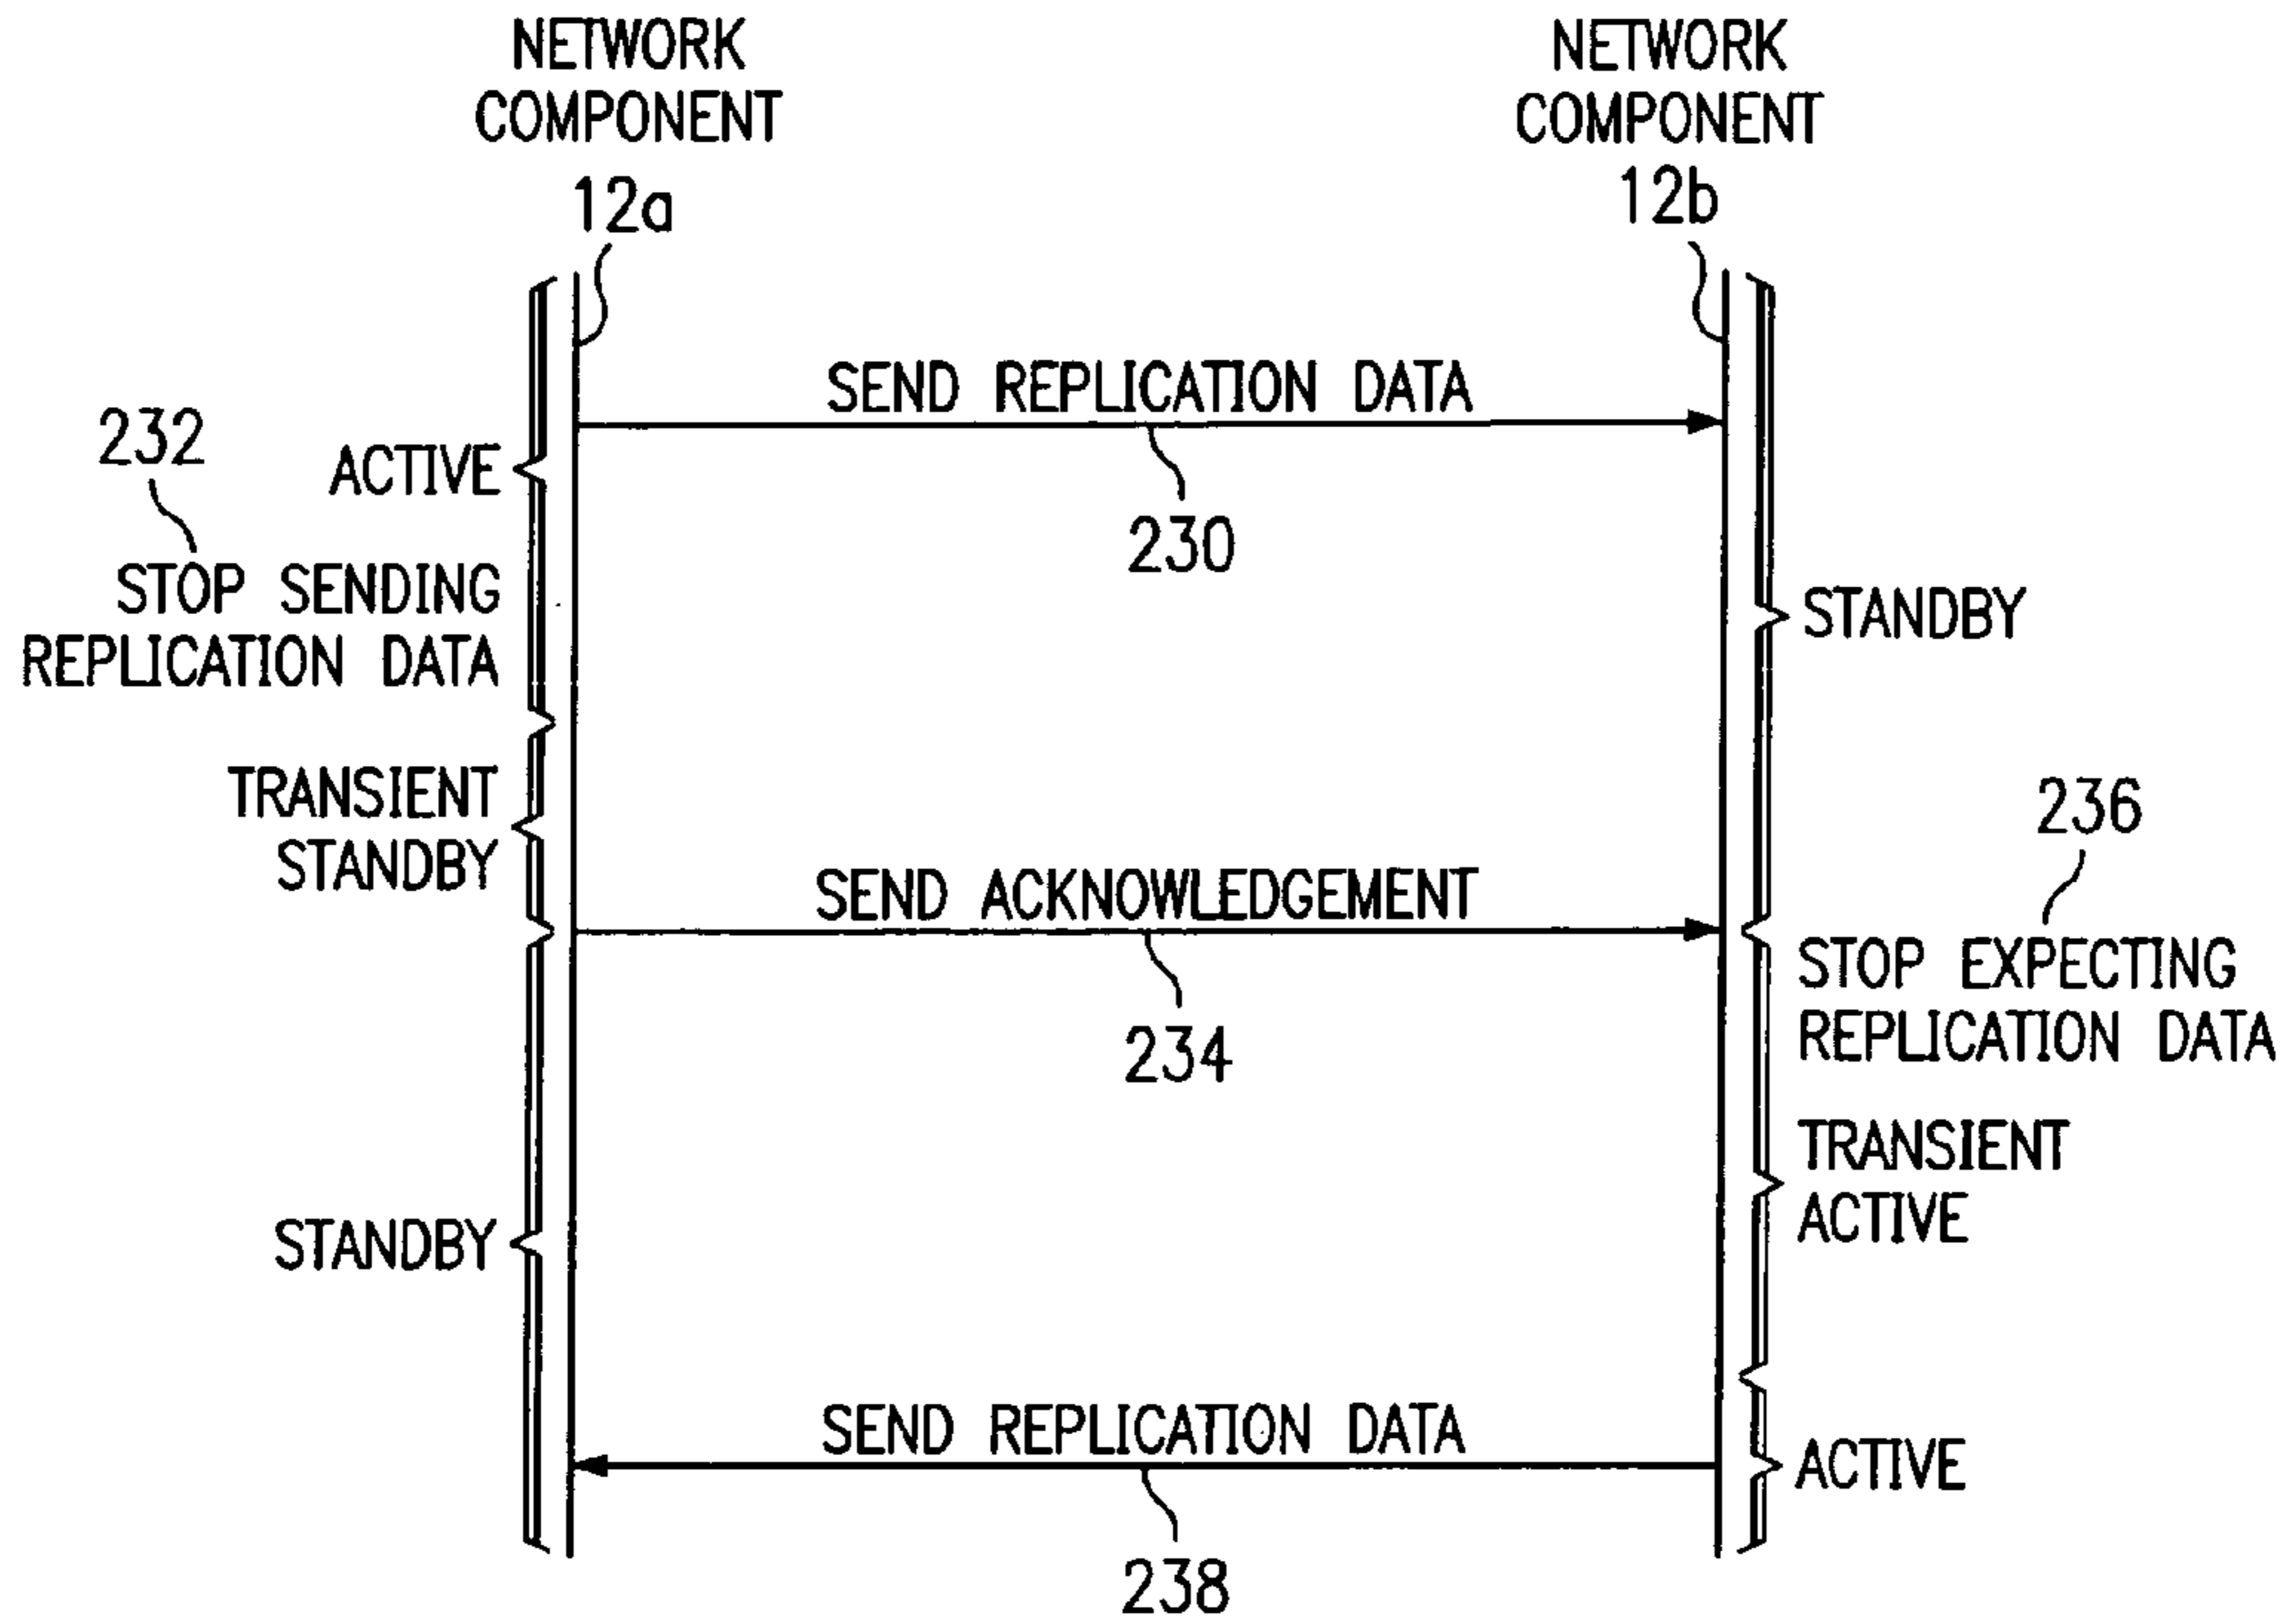 NETWORK
COMPONENT
12a
NETWORK
COMPONENT
12b
SEND REPLICATION DATA
230
232
ACTIVE
STOP SENDING
REPLICATION DATA
STANDBY
TRANSIENT
STANDBY
236
SEND ACKNOWLEDGEMENT
234
STOP EXPECTING
REPLICATION DATA
TRANSIENT
ACTIVE
STANDBY
SEND REPLICATION DATA
238
ACTIVE